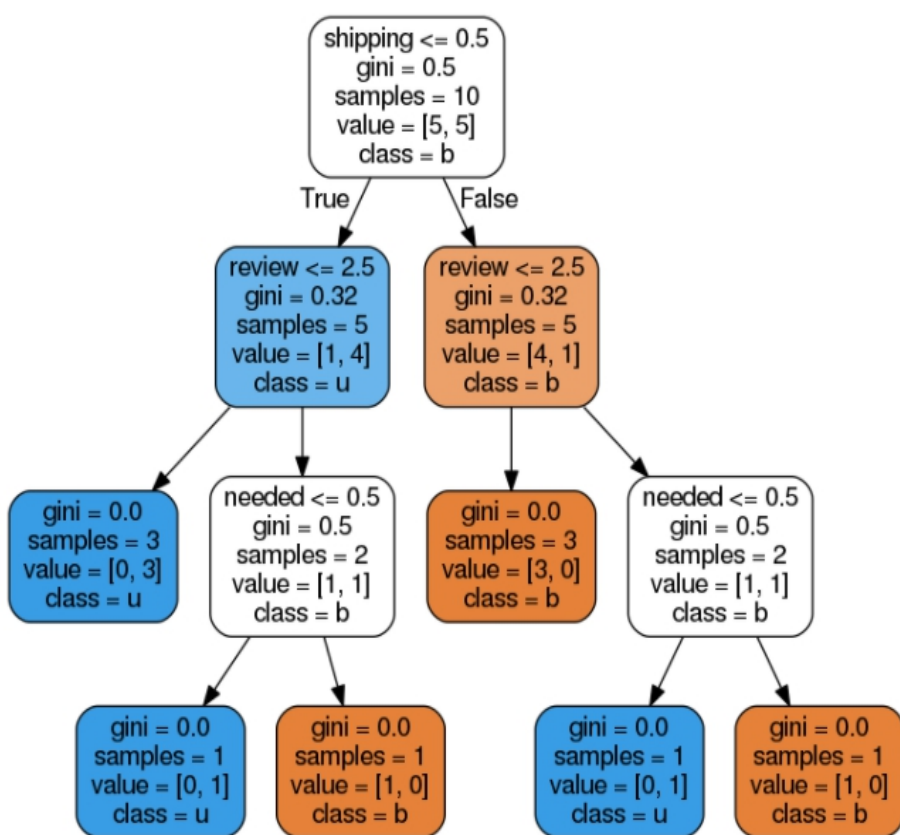 shipping <= 0.5
gini = 0.5
samples = 10
value = [5, 5]
class = b
True
False
review <= 2.5
gini = 0.32
samples = 5
value = [1, 4]
class = u
review <= 2.5
gini = 0.32
samples = 5
value = [4, 1]
class = b
gini = 0.0
samples = 3
value = [0, 3]
class = u
needed <= 0.5
gini = 0.5
samples = 2
value = [1, 1]
class = b
gini = 0.0
samples = 3
value = [3, 0]
class = b
needed <= 0.5
gini = 0.5
samples = 2
value = [1, 1]
class = b
gini = 0.0
samples = 1
value = [0, 1]
class = u
gini = 0.0
samples = 1
value = [1, 0]
class = b
gini = 0.0
samples = 1
value = [0, 1]
class = u
gini = 0.0
samples = 1
value = [1, 0]
class = b